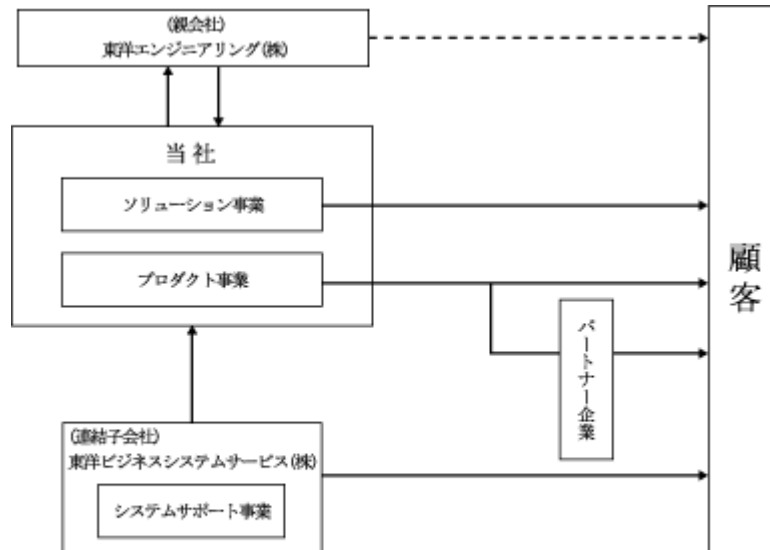 (親会社)
東洋エンジニアリング(株)
当社
ソリューション事業
プロダクト事業
パートナー企業
顧客
(連結子会社)
東洋ビジネスシステムサービス(株)
システムサポート事業